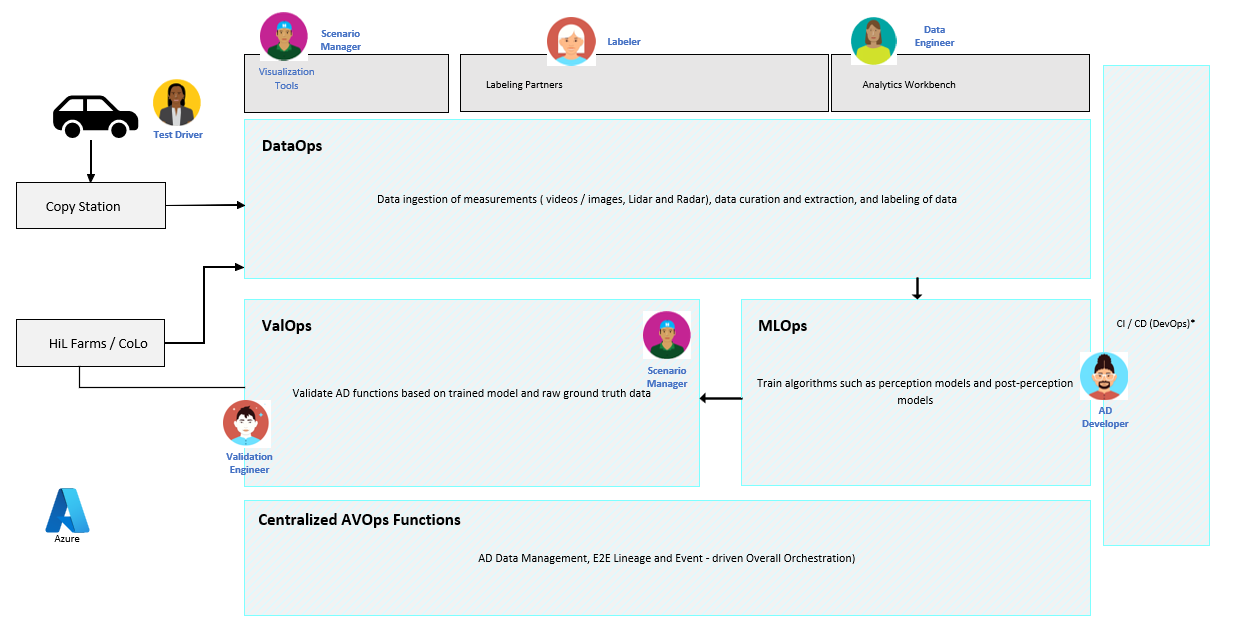 Scenario
Manager
Labeler
Data
Engineer
Visualization
Tools
Labeling Partners
Analytics Workbench
Test Driver
DataOps
Copy Station
Data ingestion of measurements ( videos / images, Lidar and Radar), data curation and extraction, and labeling of data
ValOps
MLOps
CI / CD (DevOps)*
HiL Farms / CoLo
Scenario
Manager
Validate AD functions based on trained model and raw ground truth data
Train algorithms such as perception models and post-perception
models
AD
Developer
Validation
Engineer
Centralized AVOps Functions
Azure
AD Data Management, E2E Lineage and Event - driven Overall Orchestration)